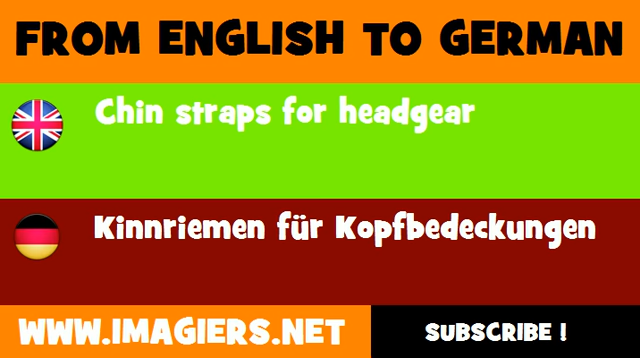 FROM ENGLISH TO GERMAN
Chin straps for headgear
Kinnriemen für Kopfbedeckungen
WWW.IMAGIERS.NET
SUBSCRIBE !